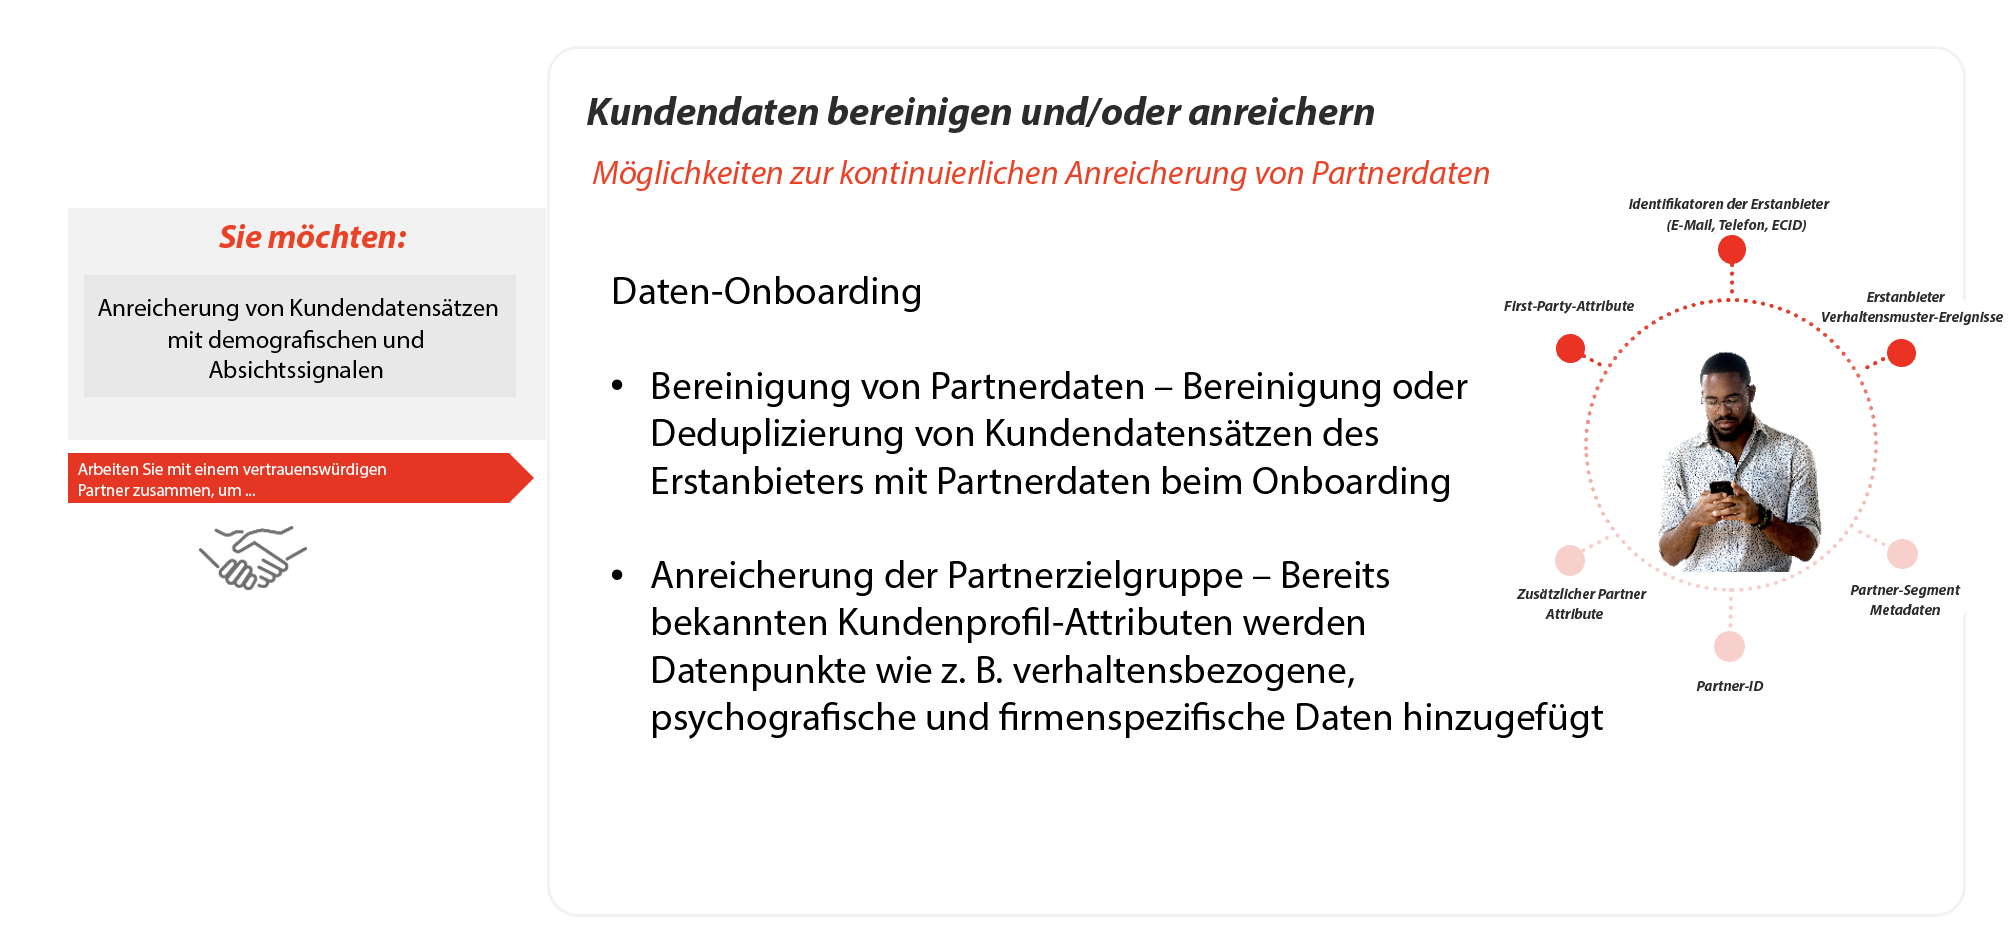 Kundendaten bereinigen und/oder anreichern
Möglichkeiten zur kontinuierlichen Anreicherung von Partnerdaten
Sie möchten:
Anreicherung von Kundendatensätzen
mit demografischen und
Absichtssignalen
Arbeiten Sie mit einem vertrauenswürdigen
Partner zusammen, um ...
Daten-Onboarding
• Bereinigung von Partnerdaten – Bereinigung oder
Deduplizierung von Kundendatensätzen des
Erstanbieters mit Partnerdaten beim Onboarding
• Anreicherung der Partnerzielgruppe – Bereits
bekannten Kundenprofil-Attributen werden
Datenpunkte wie z. B. verhaltensbezogene,
psychografische und firmenspezifische Daten hinzugefügt
Identifikatoren der Erstanbieter
(E-Mail, Telefon, ECID)
First-Party-Attribute
Erstanbieter
Verhaltensmuster-Ereignisse
Zusätzlicher Partner
Attribute
Partner-Segment
Metadaten
Partner-ID